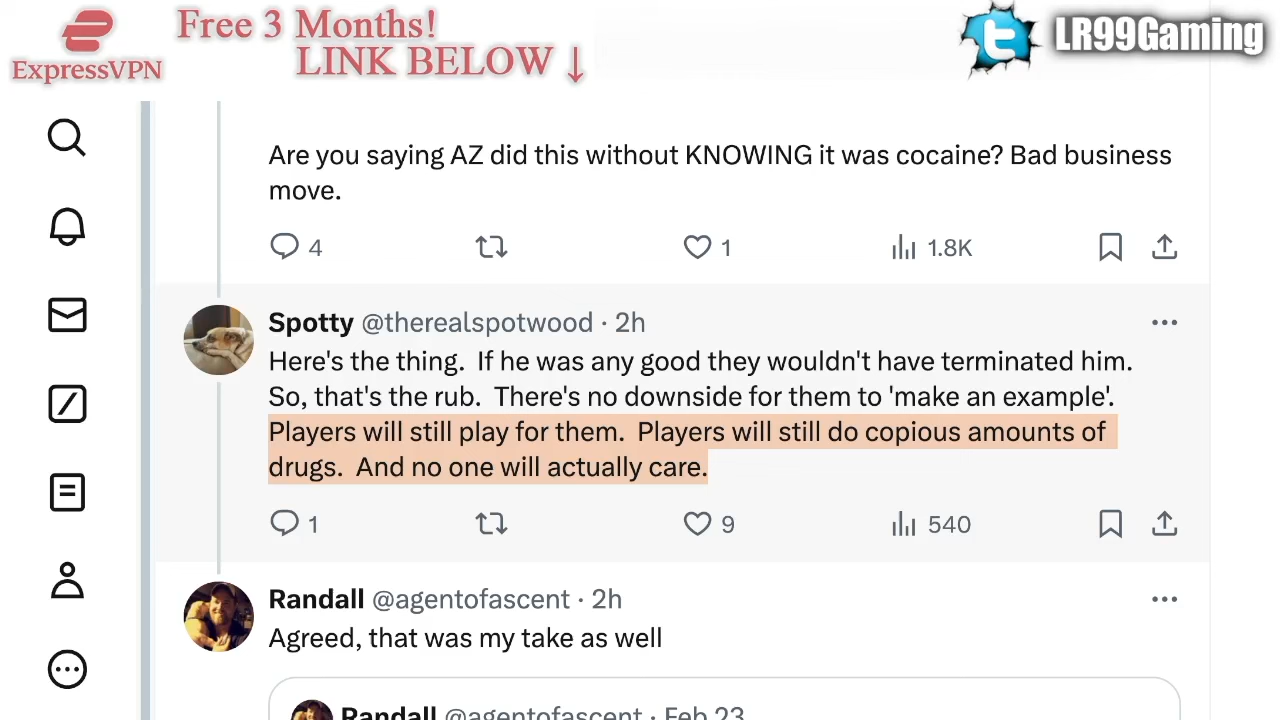 Free 3 Months!
LINK BELOW ↓
ExpressVPN
LR99Gaming
Are you saying AZ did this without KNOWING it was cocaine? Bad business
move.
4 1 1.8K
Spotty @therealspotwood · 2h
Here's the thing.  If he was any good they wouldn't have terminated him.
So, that's the rub.  There's no downside for them to 'make an example'.
Players will still play for them.  Players will still do copious amounts of
drugs.  And no one will actually care.
1 9 540
Randall @agentofascent · 2h
Agreed, that was my take as well
Randall @agentofascent · Feb 23